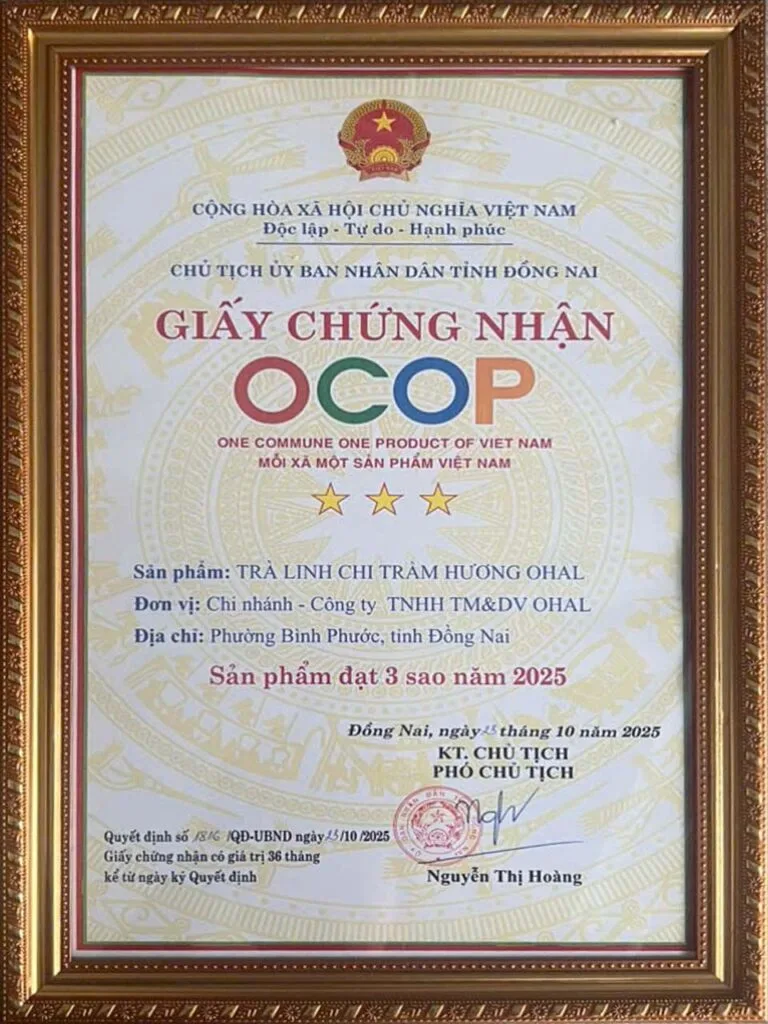 CỘNG HÒA XÃ HỘI CHỦ NGHĨA VIỆT NAM
Độc lập - Tự do - Hạnh phúc
CHỦ TỊCH ỦY BAN NHÂN DÂN TỈNH ĐỒNG NAI
GIẤY CHỨNG NHẬN
OCOP
ONE COMMUNE ONE PRODUCT OF VIET NAM
MỖI XÃ MỘT SẢN PHẨM VIỆT NAM
Sản phẩm: TRÀ LINH CHI TRẦM HƯƠNG OHAL
Đơn vị: Chi nhánh - Công ty TNHH TM&DV OHAL
Địa chỉ: Phường Bình Phước, tỉnh Đồng Nai
Sản phẩm đạt 3 sao năm 2025
Đồng Nai, ngày 23 tháng 10 năm 2025
KT. CHỦ TỊCH
PHÓ CHỦ TỊCH
Quyết định số 1816 /QĐ-UBND ngày 23/10/2025
Giấy chứng nhận có giá trị 36 tháng
kể từ ngày ký Quyết định
Nguyễn Thị Hoàng